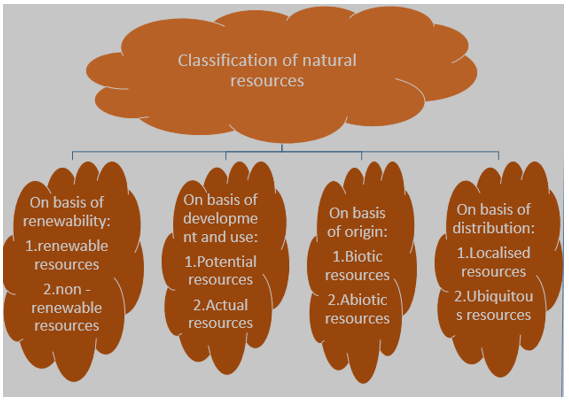 Classification of natural
resources
On basis of
renewability:
1.renewable
resources
2.non -
renewable
resources
On basis of
developme
nt and use:
1.Potential
resources
2.Actual
resources
On basis
of origin:
1.Biotic
resources
2.Abiotic
resources
On basis of
distribution:
1.Localised
resources
2.Ubiquitou
s resources